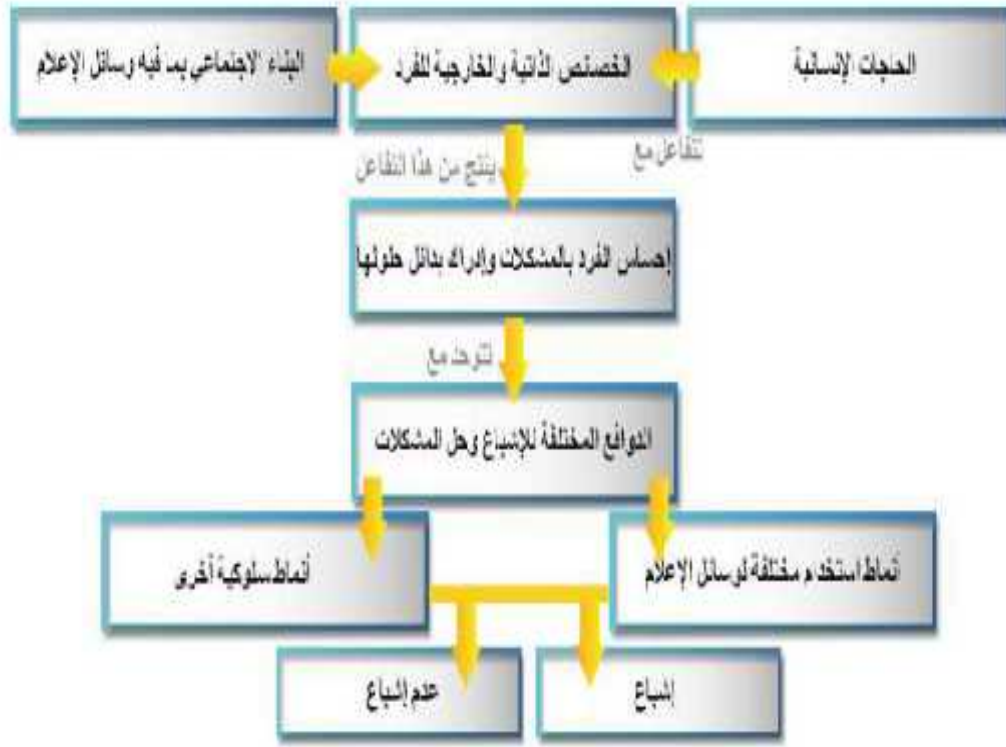 الحاجات الإنسانية
الخصائص الذاتية والخارجية للفرد
البناء الاجتماعي بما فيه وسائل الإعلام
تتفاعل مع
ينتج من هذا التفاعل
إحساس الفرد بالمشكلات وإدراك بدائل حلولها
تتوحد مع
الدوافع المختلفة للإشباع وحل المشكلات
أنماط استخدام مختلفة لوسائل الإعلام
أنماط سلوكية أخرى
إشباع
عدم إشباع